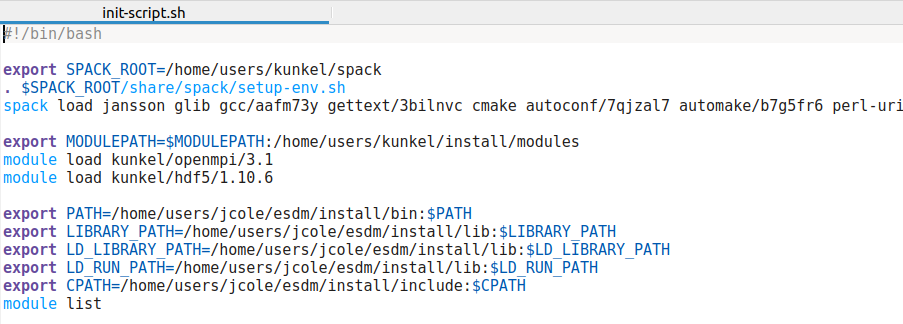 init-script.sh
#!/bin/bash
export SPACK_ROOT=/home/users/kunkel/spack
. $SPACK_ROOT/share/spack/setup-env.sh
spack load jansson glib gcc/aafm73y gettext/3bilnvc cmake autoconf/7qjzal7 automake/b7g5fr6 perl-uri
export MODULEPATH=$MODULEPATH:/home/users/kunkel/install/modules
module load kunkel/openmpi/3.1
module load kunkel/hdf5/1.10.6
export PATH=/home/users/jcole/esdm/install/bin:$PATH
export LIBRARY_PATH=/home/users/jcole/esdm/install/lib:$LIBRARY_PATH
export LD_LIBRARY_PATH=/home/users/jcole/esdm/install/lib:$LD_LIBRARY_PATH
export LD_RUN_PATH=/home/users/jcole/esdm/install/lib:$LD_RUN_PATH
export CPATH=/home/users/jcole/esdm/install/include:$CPATH
module list